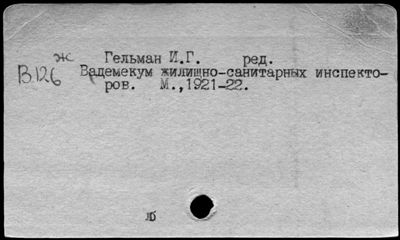 ж Гельман И.Г. ред.
В126 Вадемекум жилищно-санитарных инспекто-
ров. М.,1921-22.